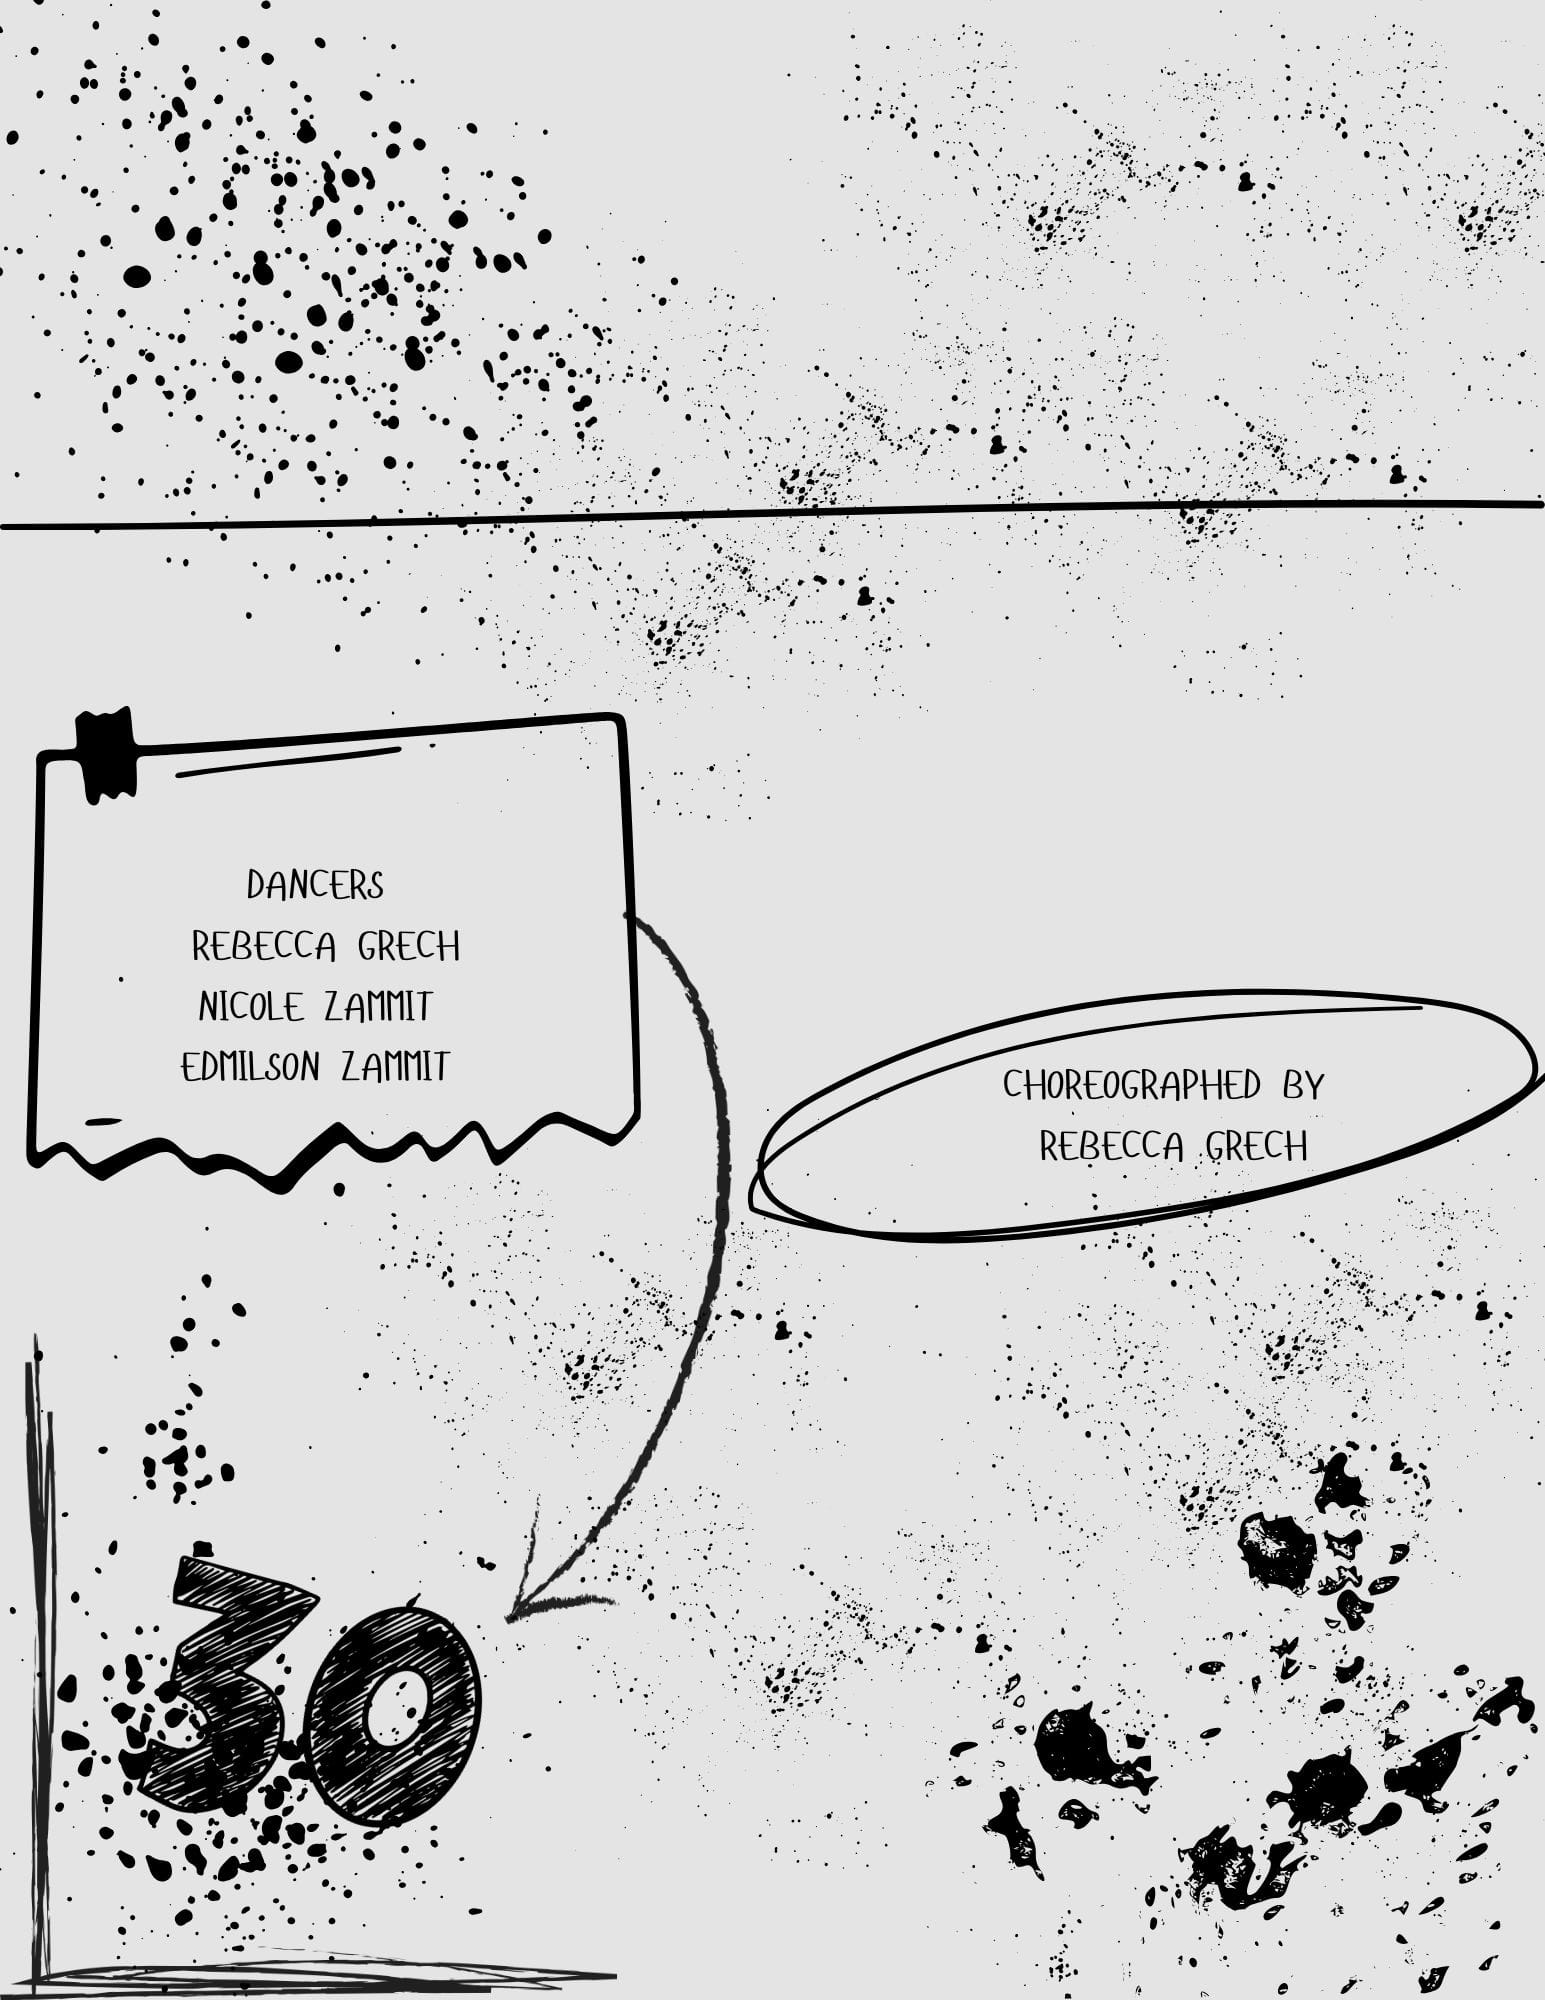 DANCERS
REBECCA GRECH
NICOLE ZAMMIT
EDMILSON ZAMMIT
CHOREOGRAPHED BY
REBECCA GRECH
30